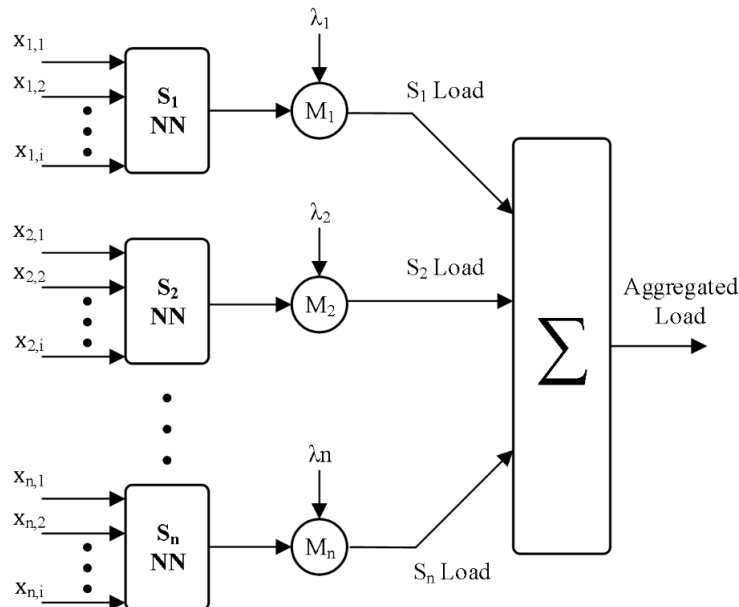 x1,1
x1,2
x1,i
S1
NN
λ1
M1
S1 Load
x2,1
x2,2
x2,i
S2
NN
λ2
M2
S2 Load
∑
Aggregated
Load
xn,1
xn,2
xn,i
Sn
NN
λn
Mn
Sn Load